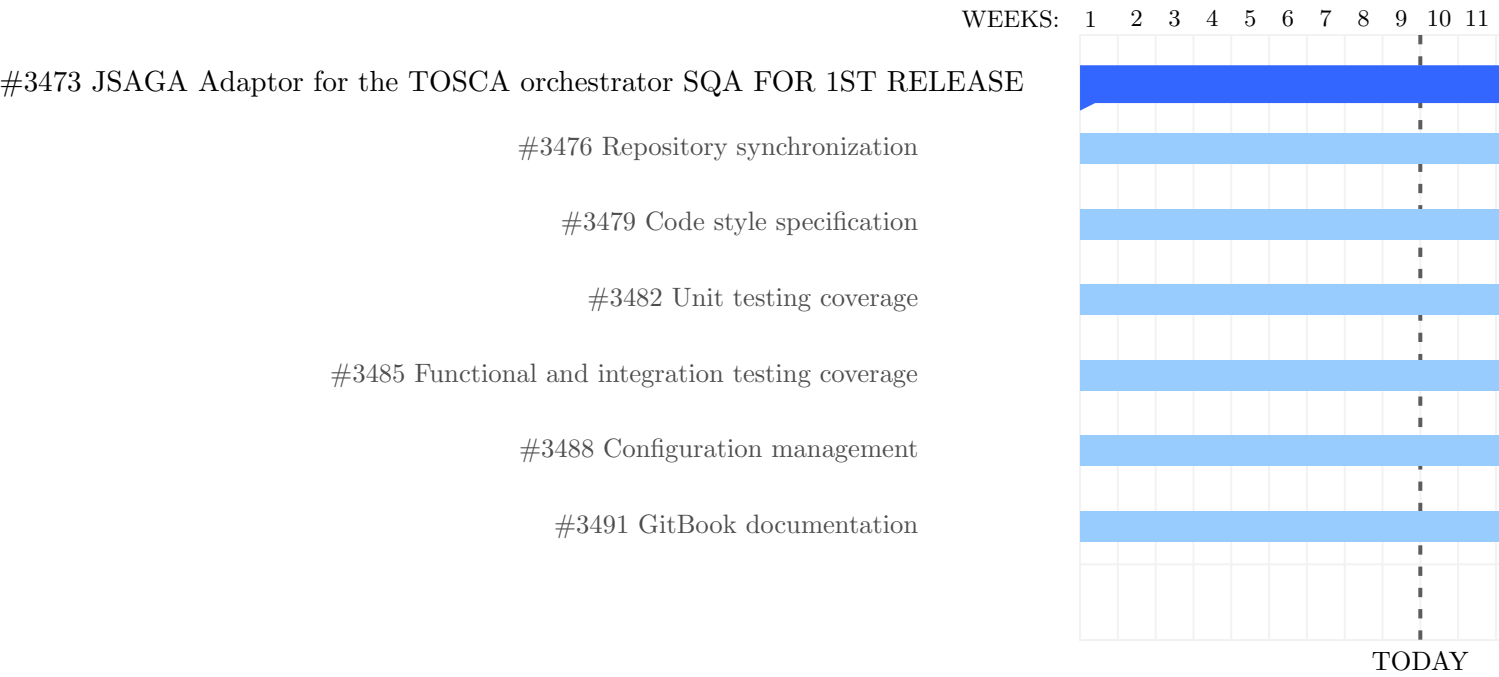 WEEKS: 1 2 3 4 5 6 7 8 9 10 11
#3473 JSAGA Adaptor for the TOSCA orchestrator SQA FOR 1ST RELEASE
#3476 Repository synchronization
#3479 Code style specification
#3482 Unit testing coverage
#3485 Functional and integration testing coverage
#3488 Configuration management
#3491 GitBook documentation
TODAY